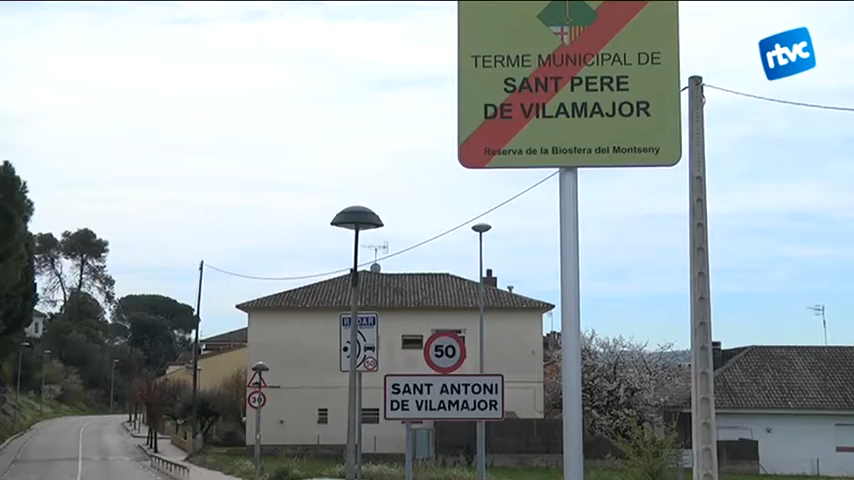 rtvc
TERME MUNICIPAL DE
SANT PERE
DE VILAMAJOR
Reserva de la Biosfera del Montseny
RADAR
50
50
SANT ANTONI
DE VILAMAJOR
30